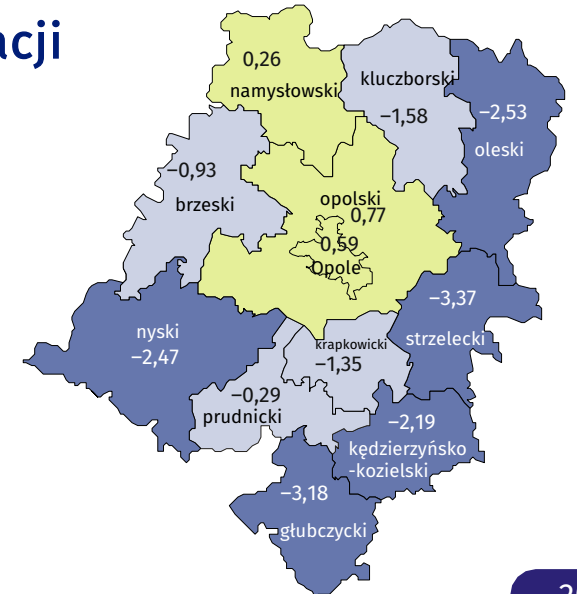 acji
0,26
namysłowski
kluczborski
−1,58
−2,53
oleski
−0,93
brzeski
opolski
0,77
0,59
Opole
−3,37
strzelecki
nyski
−2,47
krapkowicki
−1,35
−0,29
prudnicki
−2,19
kędzierzyńsko
-kozielski
−3,18
głubczycki